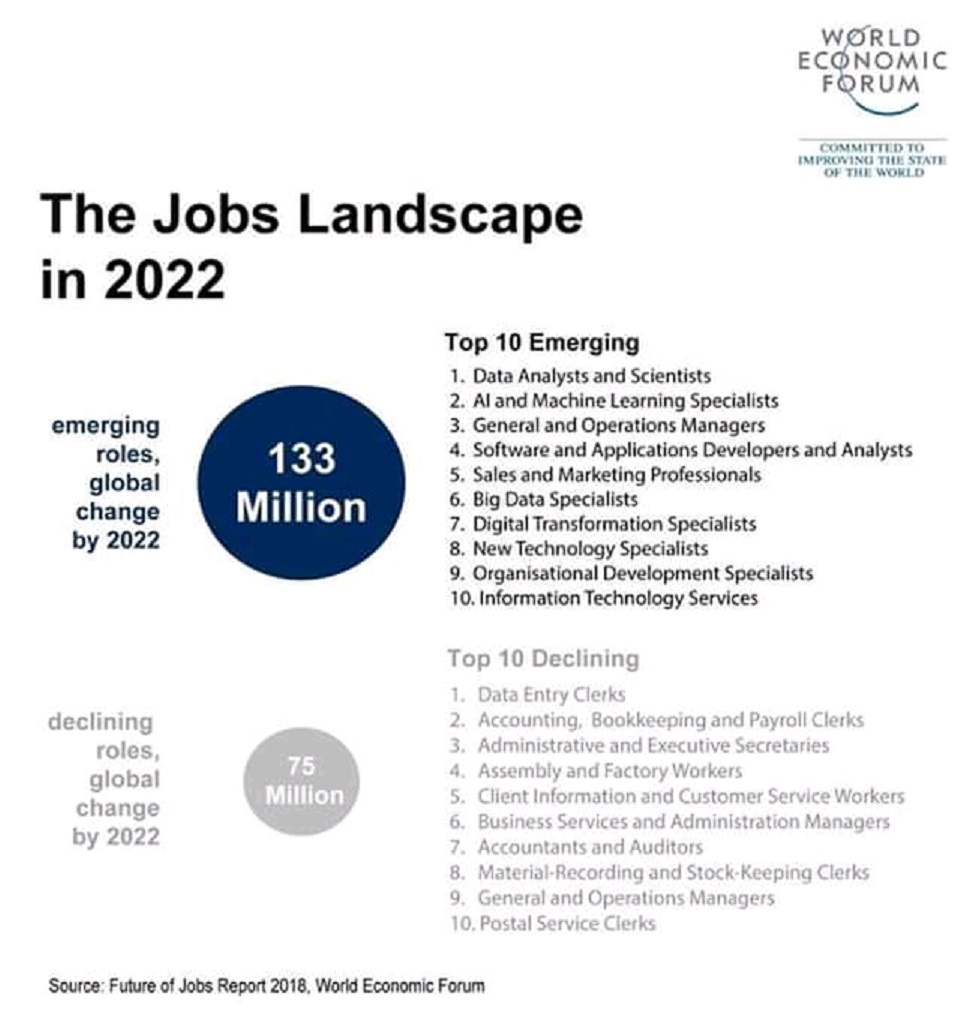 WORLD
ECONOMIC
FORUM
COMMITTED TO
IMPROVING THE STATE
OF THE WORLD
The Jobs Landscape
in 2022
emerging
roles,
global
change
by 2022
133
Million
Top 10 Emerging
1. Data Analysts and Scientists
2. AI and Machine Learning Specialists
3. General and Operations Managers
4. Software and Applications Developers and Analysts
5. Sales and Marketing Professionals
6. Big Data Specialists
7. Digital Transformation Specialists
8. New Technology Specialists
9. Organisational Development Specialists
10. Information Technology Services
declining
roles,
global
change
by 2022
75
Million
Top 10 Declining
1. Data Entry Clerks
2. Accounting, Bookkeeping and Payroll Clerks
3. Administrative and Executive Secretaries
4. Assembly and Factory Workers
5. Client Information and Customer Service Workers
6. Business Services and Administration Managers
7. Accountants and Auditors
8. Material-Recording and Stock-Keeping Clerks
9. General and Operations Managers
10. Postal Service Clerks
Source: Future of Jobs Report 2018, World Economic Forum